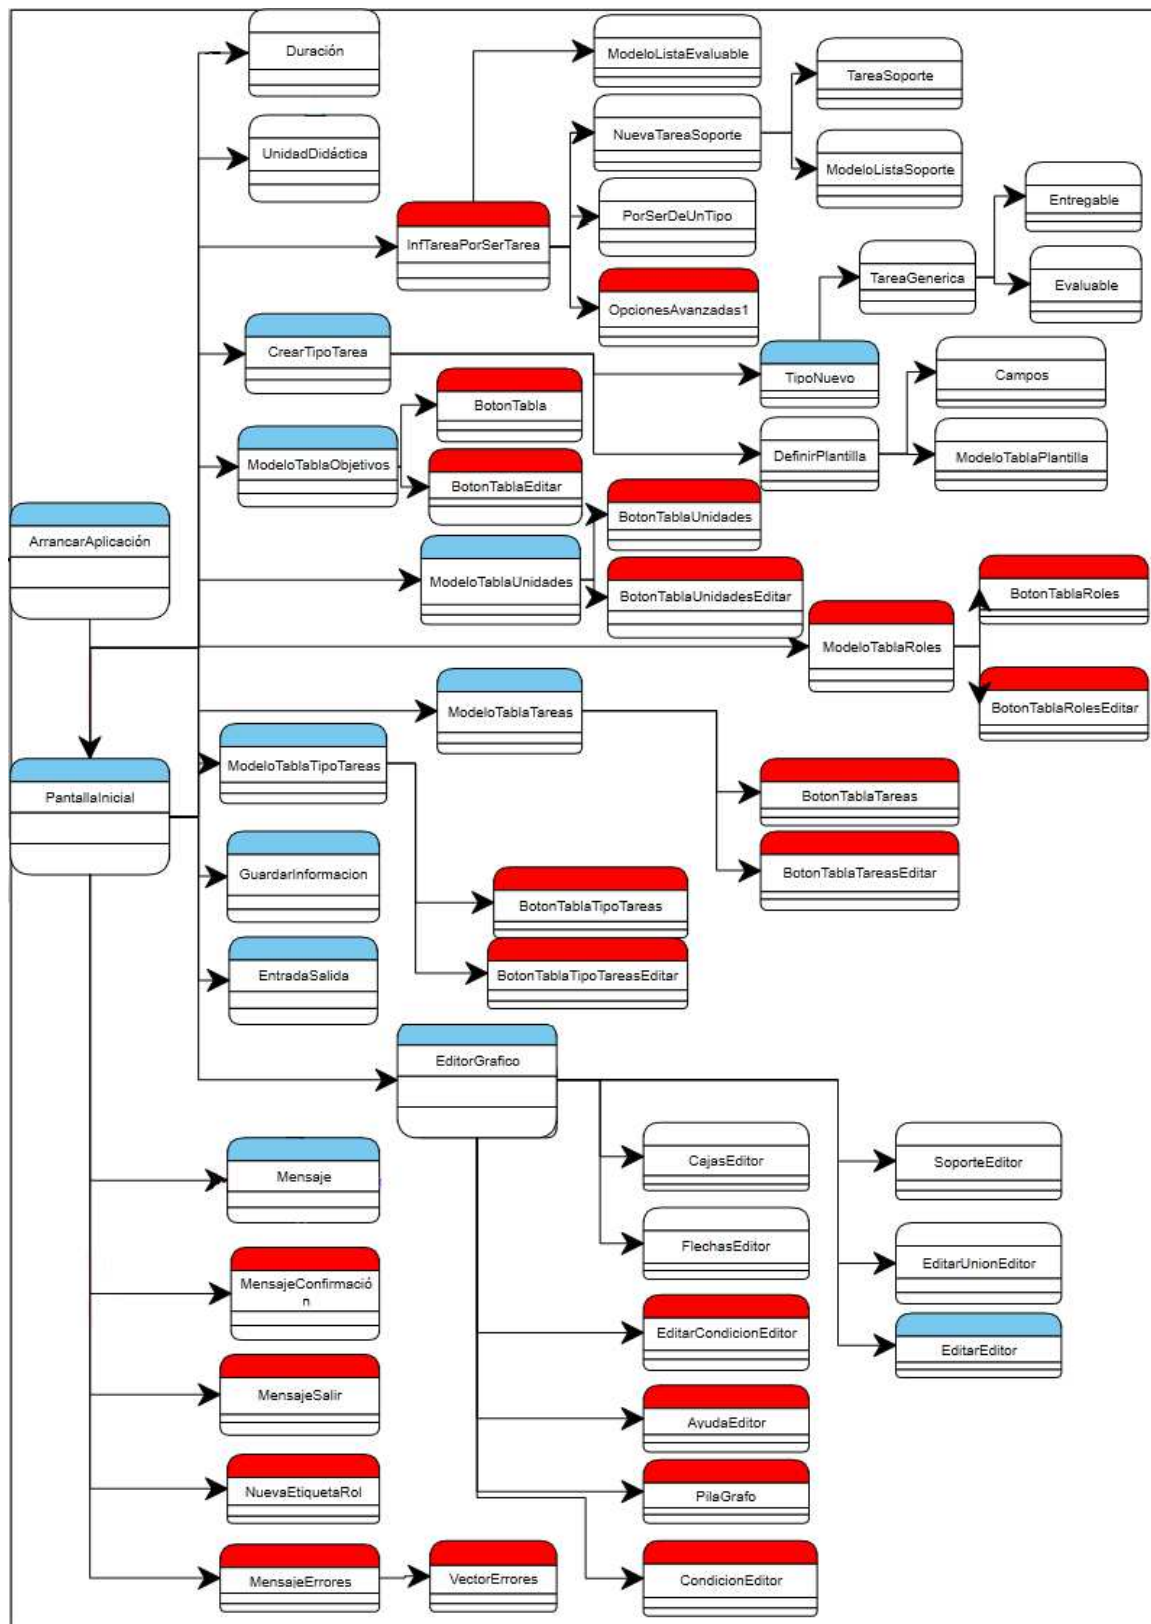 Duración
ModeloListaEvaluable
TareaSoporte
NuevaTareaSoporte
UnidadDidáctica
ModeloListaSoporte
Entregable
PorSerDeUnTipo
InfTareaPorSerTarea
TareaGenerica
Evaluable
OpcionesAvanzadas1
CrearTipoTarea
TipoNuevo
Campos
BotonTabla
ModeloTablaObjetivos
DefinirPlantilla
ModeloTablaPlantilla
BotonTablaEditar
BotonTablaUnidades
ArrancarAplicación
ModeloTablaUnidades
BotonTablaUnidadesEditar
BotonTablaRoles
ModeloTablaRoles
BotonTablaRolesEditar
ModeloTablaTareas
ModeloTablaTipoTareas
PantallaInicial
BotonTablaTareas
GuardarInformacion
BotonTablaTareasEditar
BotonTablaTipoTareas
EntradaSalida
BotonTablaTipoTareasEditar
EditorGrafico
CajasEditor
SoporteEditor
Mensaje
FlechasEditor
EditarUnionEditor
MensajeConfirmació
n
EditarCondicionEditor
EditarEditor
MensajeSalir
AyudaEditor
NuevaEtiquetaRol
PilaGrafo
MensajeErrores
VectorErrores
CondicionEditor